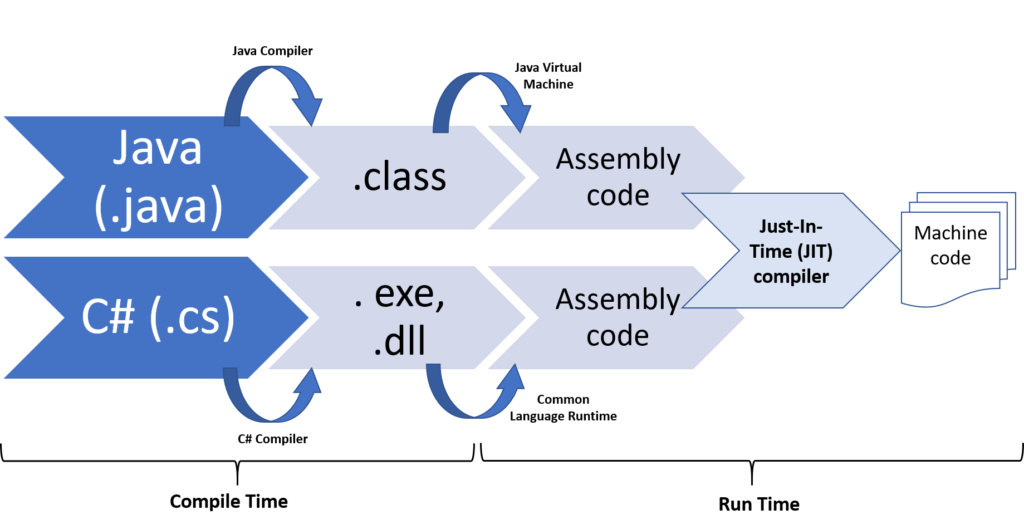 Java Compiler
Java Virtual
Machine
Java
(.java)
.class
Assembly
code
Just-In-
Time (JIT)
compiler
Machine
code
C# (.cs)
. exe,
.dll
Assembly
code
C# Compiler
Common
Language Runtime
Compile Time
Run Time